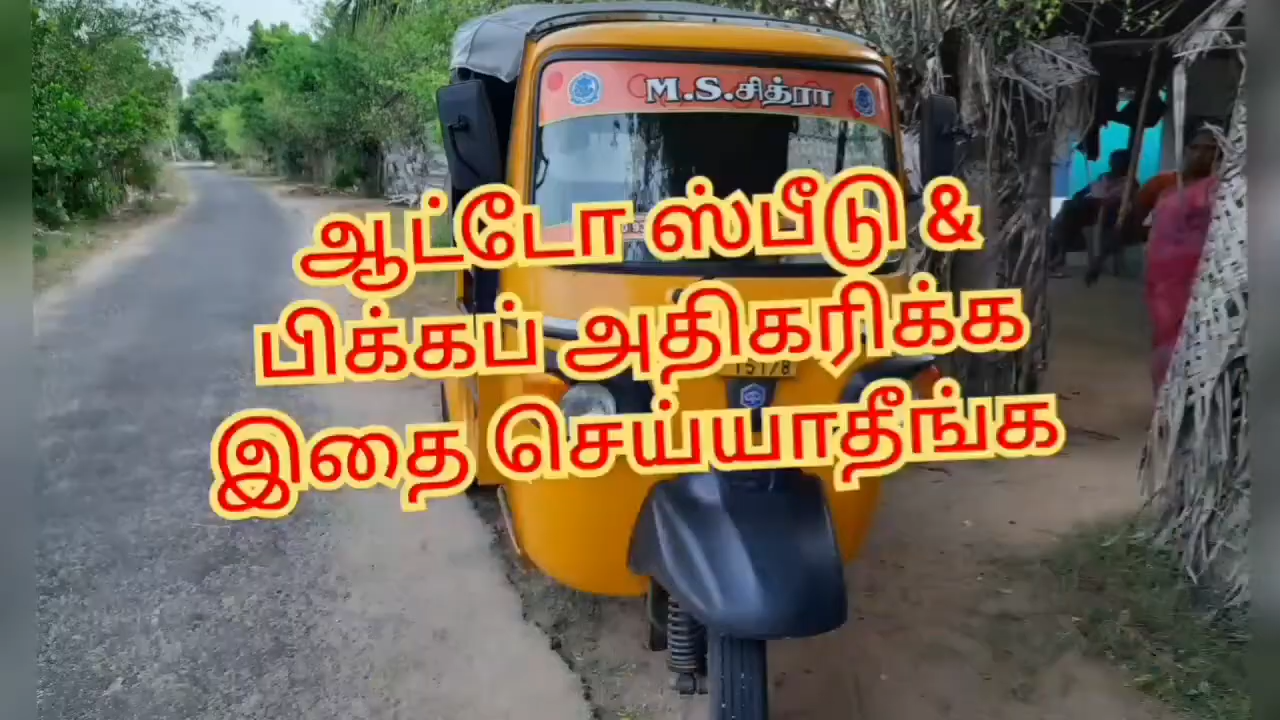 M.S.சித்ரா
ஆட்டோ ஸ்பீடு &
பிக்கப் அதிகரிக்க
இதை செய்யாதீங்க